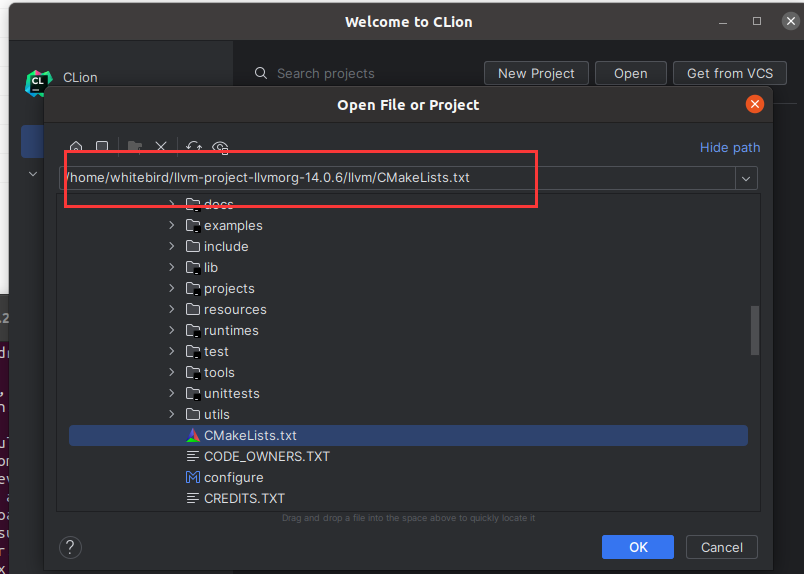 Welcome to CLion
CLion
Search projects
New Project
Open
Get from VCS
Open File or Project
Hide path
/home/whitebird/llvm-project-llvmorg-14.0.6/llvm/CMakeLists.txt
docs
examples
include
lib
projects
resources
runtimes
test
tools
unittests
utils
CMakeLists.txt
CODE_OWNERS.TXT
configure
CREDITS.TXT
Drag and drop a file into the space above to quickly locate it
?
OK
Cancel